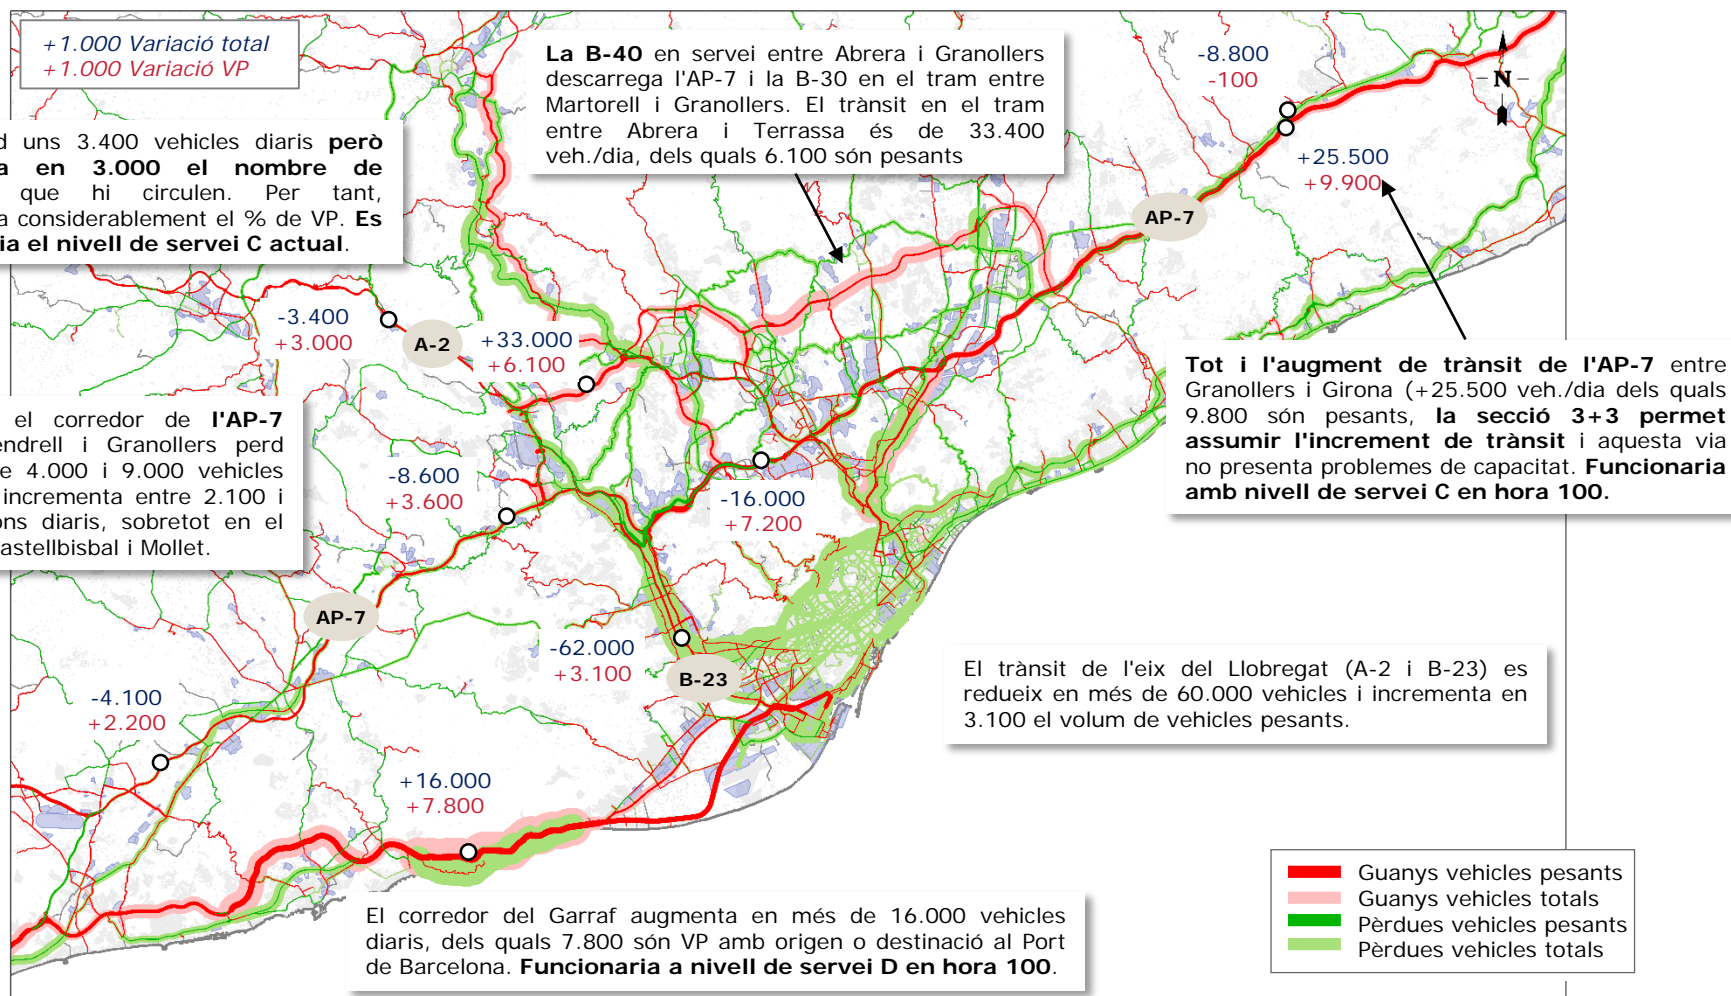 +1.000 Variació total
+1.000 Variació VP
La B-40 en servei entre Abrera i Granollers
descarrega l'AP-7 i la B-30 en el tram entre
Martorell i Granollers. El trànsit en el tram
entre Abrera i Terrassa és de 33.400
veh./dia, dels quals 6.100 són pesants
-8.800
-100
N
+25.500
+9.900
d uns 3.400 vehicles diaris però
a en 3.000 el nombre de
que hi circulen. Per tant,
a considerablement el % de VP. Es
ia el nivell de servei C actual.
AP-7
-3.400
+3.000
A-2
+33.000
+6.100
Tot i l'augment de trànsit de l'AP-7 entre
Granollers i Girona (+25.500 veh./dia dels quals
9.800 són pesants, la secció 3+3 permet
assumir l'increment de trànsit i aquesta via
no presenta problemes de capacitat. Funcionaria
amb nivell de servei C en hora 100.
el corredor de l'AP-7
endrell i Granollers perd
e 4.000 i 9.000 vehicles
incrementa entre 2.100 i
ons diaris, sobretot en el
astellbisbal i Mollet.
-8.600
+3.600
-16.000
+7.200
AP-7
-62.000
+3.100
B-23
El trànsit de l'eix del Llobregat (A-2 i B-23) es
redueix en més de 60.000 vehicles i incrementa en
3.100 el volum de vehicles pesants.
-4.100
+2.200
+16.000
+7.800
El corredor del Garraf augmenta en més de 16.000 vehicles
diaris, dels quals 7.800 són VP amb origen o destinació al Port
de Barcelona. Funcionaria a nivell de servei D en hora 100.
Guanys vehicles pesants
Guanys vehicles totals
Pèrdues vehicles pesants
Pèrdues vehicles totals